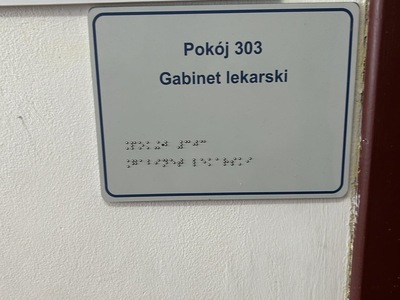 Pokój 303
Gabinet lekarski